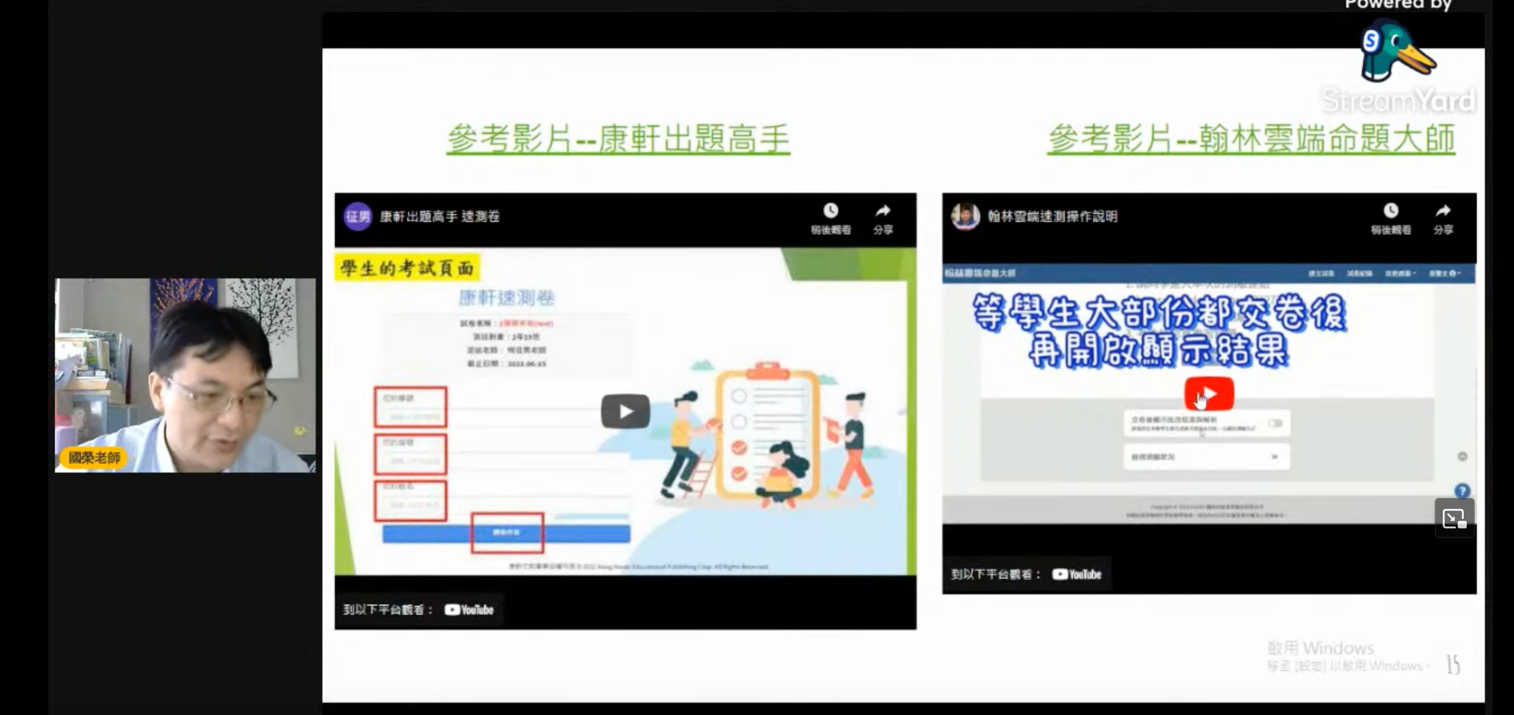 Powered by
S
StreamYard
參考影片--康軒出題高手
參考影片--翰林雲端命題大師
征男
康軒出題高手 速測卷
稍後觀看
分享
學生的考試頁面
康軒速測卷
到以下平台觀看：
YouTube
翰林雲端速測操作說明
稍後觀看
分享
翰林雲端命題大師
等學生大部份都交卷後
再開啟顯示結果
?
到以下平台觀看：
YouTube
國榮老師
啟用 Windows
移至 [設定] 以啟用 Windows。
15